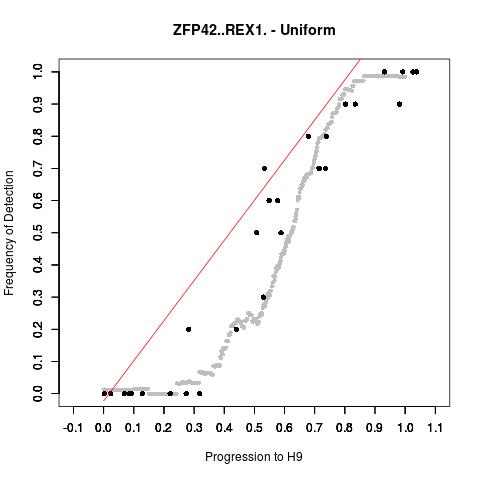 ZFP42..REX1. - Uniform
Frequency of Detection
1.0
0.9
0.8
0.7
0.6
0.5
0.4
0.3
0.2
0.1
0.0
-0.1 0.0 0.1 0.2 0.3 0.4 0.5 0.6 0.7 0.8 0.9 1.0 1.1
Progression to H9